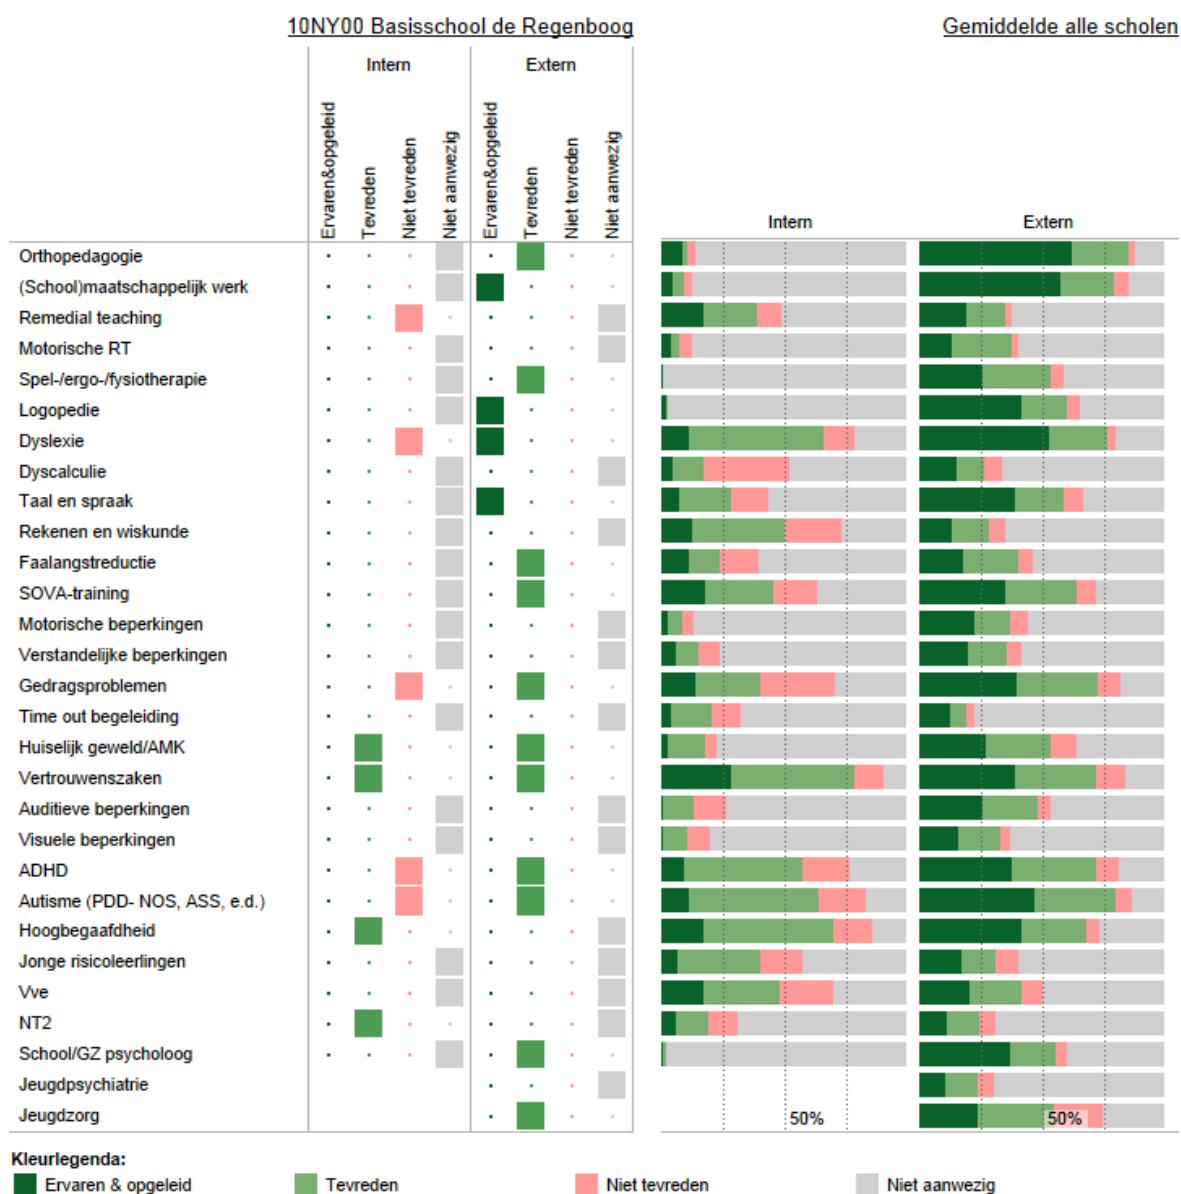 10NY00 Basisschool de Regenboog
Gemiddelde alle scholen
Intern
Extern
Ervaren&opgeleid
Tevreden
Niet tevreden
Niet aanwezig
Ervaren&opgeleid
Tevreden
Niet tevreden
Niet aanwezig
Intern
Extern
Orthopedagogie
(School)maatschappelijk werk
Remedial teaching
Motorische RT
Spel-/ergo-/fysiotherapie
Logopedie
Dyslexie
Dyscalculie
Taal en spraak
Rekenen en wiskunde
Faalangstreductie
SOVA-training
Motorische beperkingen
Verstandelijke beperkingen
Gedragsproblemen
Time out begeleiding
Huiselijk geweld/AMK
Vertrouwenszaken
Auditieve beperkingen
Visuele beperkingen
ADHD
Autisme (PDD- NOS, ASS, e.d.)
Hoogbegaafdheid
Jonge risicoleerlingen
Vve
NT2
School/GZ psycholoog
Jeugdpsychiatrie
Jeugdzorg
50%
50%
Kleurlegenda:
Ervaren & opgeleid
Tevreden
Niet tevreden
Niet aanwezig